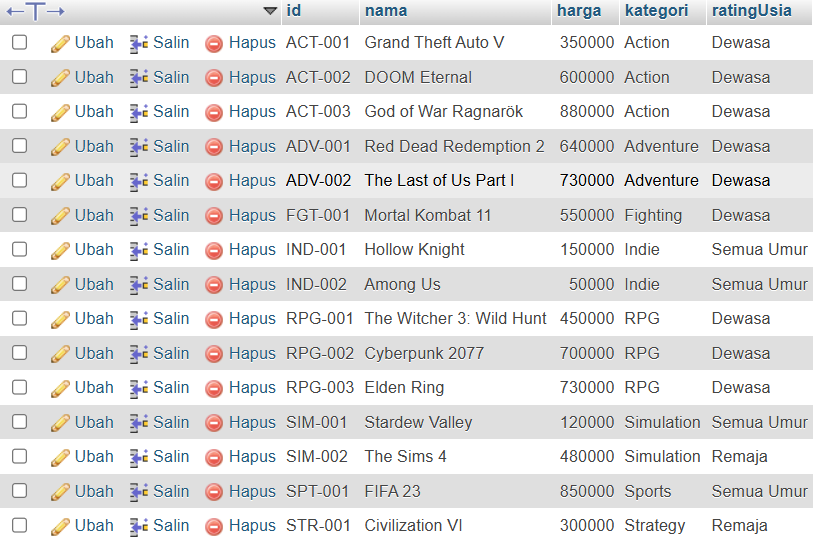 id nama harga kategori ratingUsia
Ubah Salin Hapus ACT-001 Grand Theft Auto V 350000 Action Dewasa
Ubah Salin Hapus ACT-002 DOOM Eternal 600000 Action Dewasa
Ubah Salin Hapus ACT-003 God of War Ragnarök 880000 Action Dewasa
Ubah Salin Hapus ADV-001 Red Dead Redemption 2 640000 Adventure Dewasa
Ubah Salin Hapus ADV-002 The Last of Us Part I 730000 Adventure Dewasa
Ubah Salin Hapus FGT-001 Mortal Kombat 11 550000 Fighting Dewasa
Ubah Salin Hapus IND-001 Hollow Knight 150000 Indie Semua Umur
Ubah Salin Hapus IND-002 Among Us 50000 Indie Semua Umur
Ubah Salin Hapus RPG-001 The Witcher 3: Wild Hunt 450000 RPG Dewasa
Ubah Salin Hapus RPG-002 Cyberpunk 2077 700000 RPG Dewasa
Ubah Salin Hapus RPG-003 Elden Ring 730000 RPG Dewasa
Ubah Salin Hapus SIM-001 Stardew Valley 120000 Simulation Semua Umur
Ubah Salin Hapus SIM-002 The Sims 4 480000 Simulation Remaja
Ubah Salin Hapus SPT-001 FIFA 23 850000 Sports Semua Umur
Ubah Salin Hapus STR-001 Civilization VI 300000 Strategy Remaja